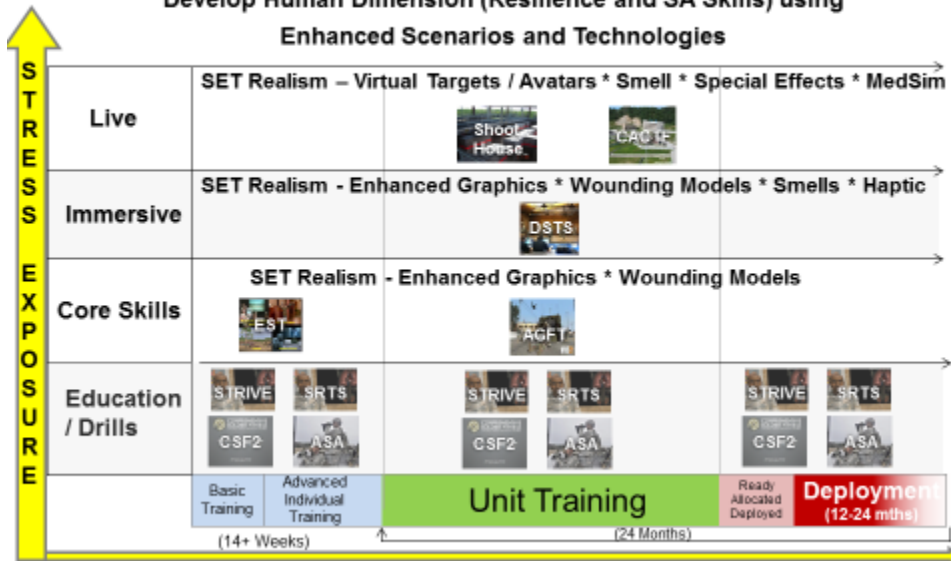 Develop Human Dimension (Resilience and SA Skills) using
Enhanced Scenarios and Technologies
STRESS EXPOSURE
Live
SET Realism – Virtual Targets / Avatars * Smell * Special Effects * MedSim
Shoot House
CACTF
Immersive
SET Realism - Enhanced Graphics * Wounding Models * Smells * Haptic
DSTS
Core Skills
SET Realism - Enhanced Graphics * Wounding Models
EST
AGFT
Education
/ Drills
STRIVE SRTS STRIVE SRTS STRIVE SRTS
CSF2 ASA CSF2 ASA CSF2 ASA
Basic
Training
Advanced
Individual
Training
Unit Training
Ready
Allocated
Deployed
Deployment
(12-24 mths)
(14+ Weeks)
(24 Months)